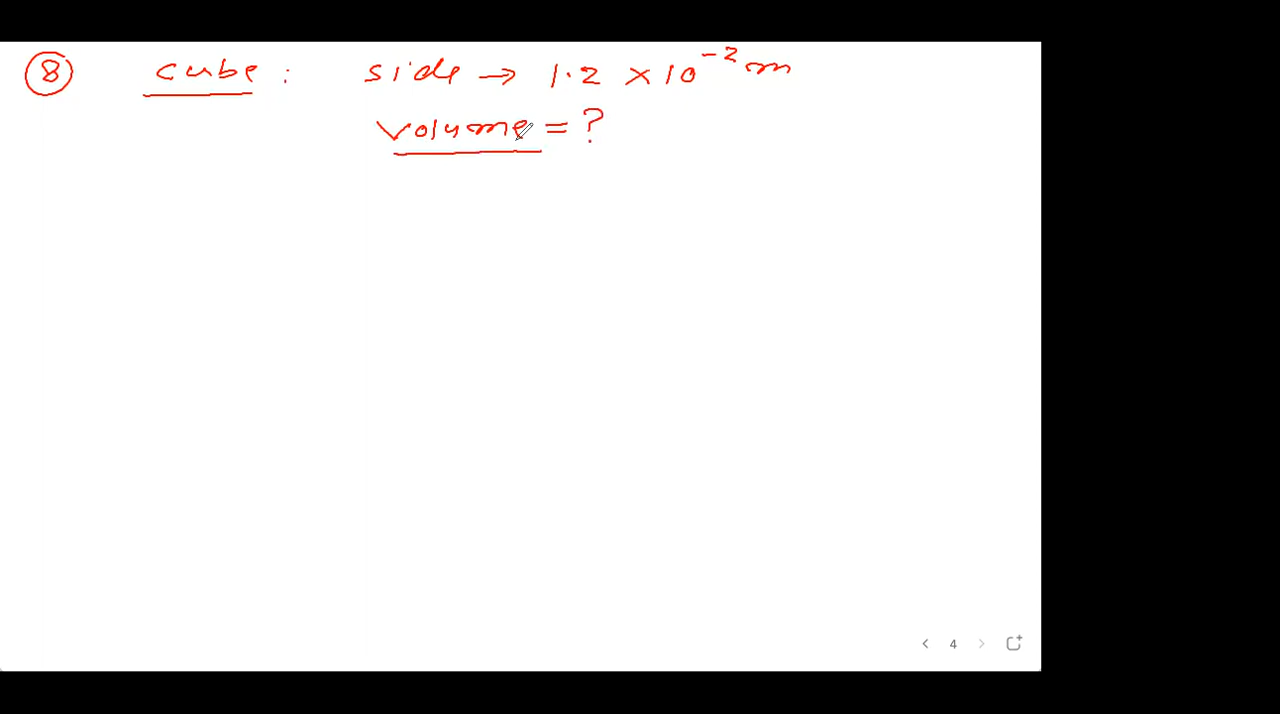 8 cube : side → 1.2 × 10⁻² m
volume = ?
4